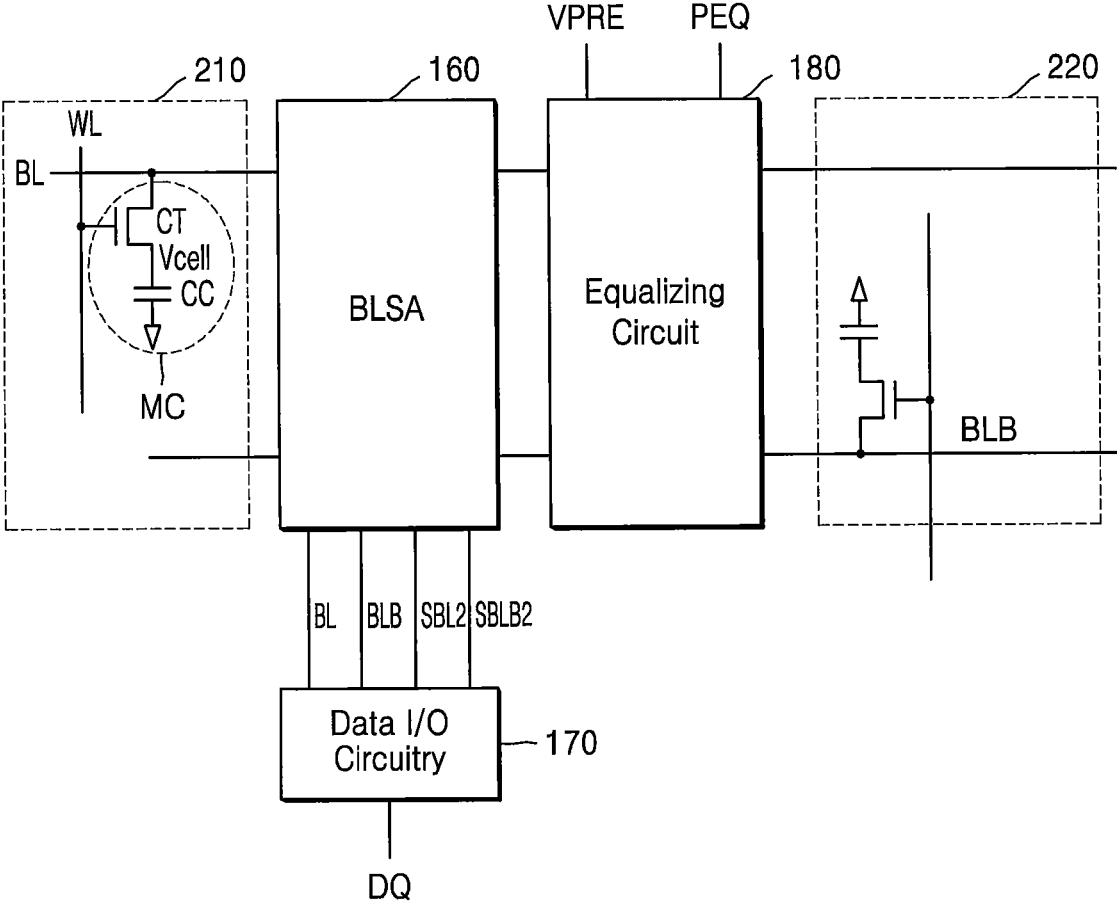 VPRE
PEQ
210
160
180
220
WL
BL
CT
Vcell
CC
MC
BLSA
Equalizing
Circuit
BLB
BL
BLB
SBL2
SBLB2
Data I/O
Circuitry
170
DQ